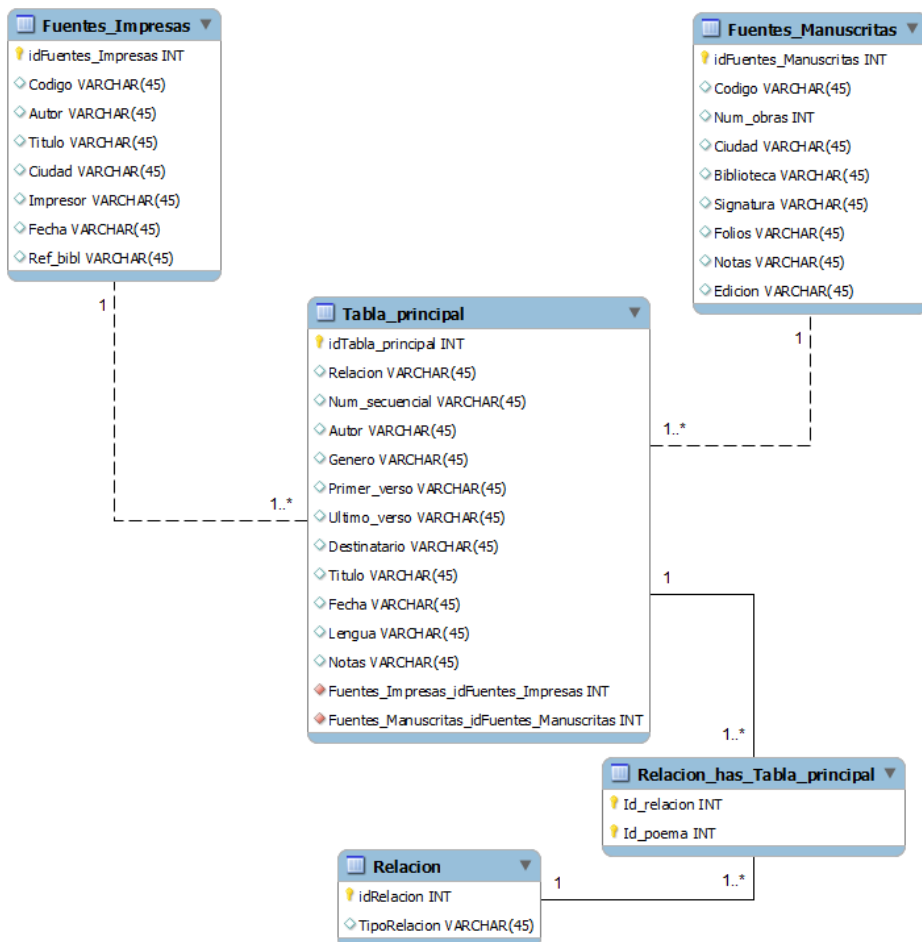 Fuentes_Impresas
idFuentes_Impresas INT
Codigo VARCHAR(45)
Autor VARCHAR(45)
Titulo VARCHAR(45)
Ciudad VARCHAR(45)
Impresor VARCHAR(45)
Fecha VARCHAR(45)
Ref_bibl VARCHAR(45)
Fuentes_Manuscritas
idFuentes_Manuscritas INT
Codigo VARCHAR(45)
Num_obras INT
Ciudad VARCHAR(45)
Biblioteca VARCHAR(45)
Signatura VARCHAR(45)
Folios VARCHAR(45)
Notas VARCHAR(45)
Edicion VARCHAR(45)
1
1
Tabla_principal
idTabla_principal INT
Relacion VARCHAR(45)
Num_secuencial VARCHAR(45)
Autor VARCHAR(45)
Genero VARCHAR(45)
Primer_verso VARCHAR(45)
Ultimo_verso VARCHAR(45)
Destinatario VARCHAR(45)
Titulo VARCHAR(45)
Fecha VARCHAR(45)
Lengua VARCHAR(45)
Notas VARCHAR(45)
Fuentes_Impresas_idFuentes_Impresas INT
Fuentes_Manuscritas_idFuentes_Manuscritas INT
1..*
1..*
1
1..*
Relacion_has_Tabla_principal
Id_relacion INT
Id_poema INT
Relacion
idRelacion INT
TipoRelacion VARCHAR(45)
1
1..*